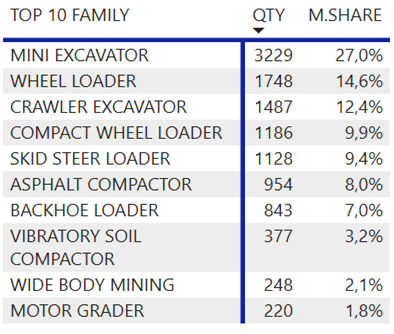 TOP 10 FAMILY QTY M.SHARE
MINI EXCAVATOR 3229 27,0%
WHEEL LOADER 1748 14,6%
CRAWLER EXCAVATOR 1487 12,4%
COMPACT WHEEL LOADER 1186 9,9%
SKID STEER LOADER 1128 9,4%
ASPHALT COMPACTOR 954 8,0%
BACKHOE LOADER 843 7,0%
VIBRATORY SOIL 377 3,2%
COMPACTOR
WIDE BODY MINING 248 2,1%
MOTOR GRADER 220 1,8%